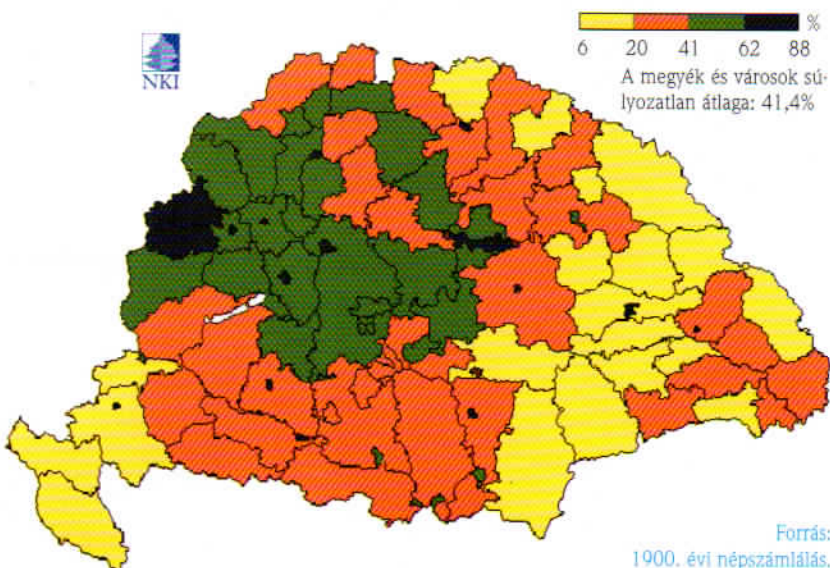 %
6 20 41 62 88
A megyék és városok sú-
lyozatlan átlaga: 41,4%
NKI
Forrás:
1900. évi népszámlálás.